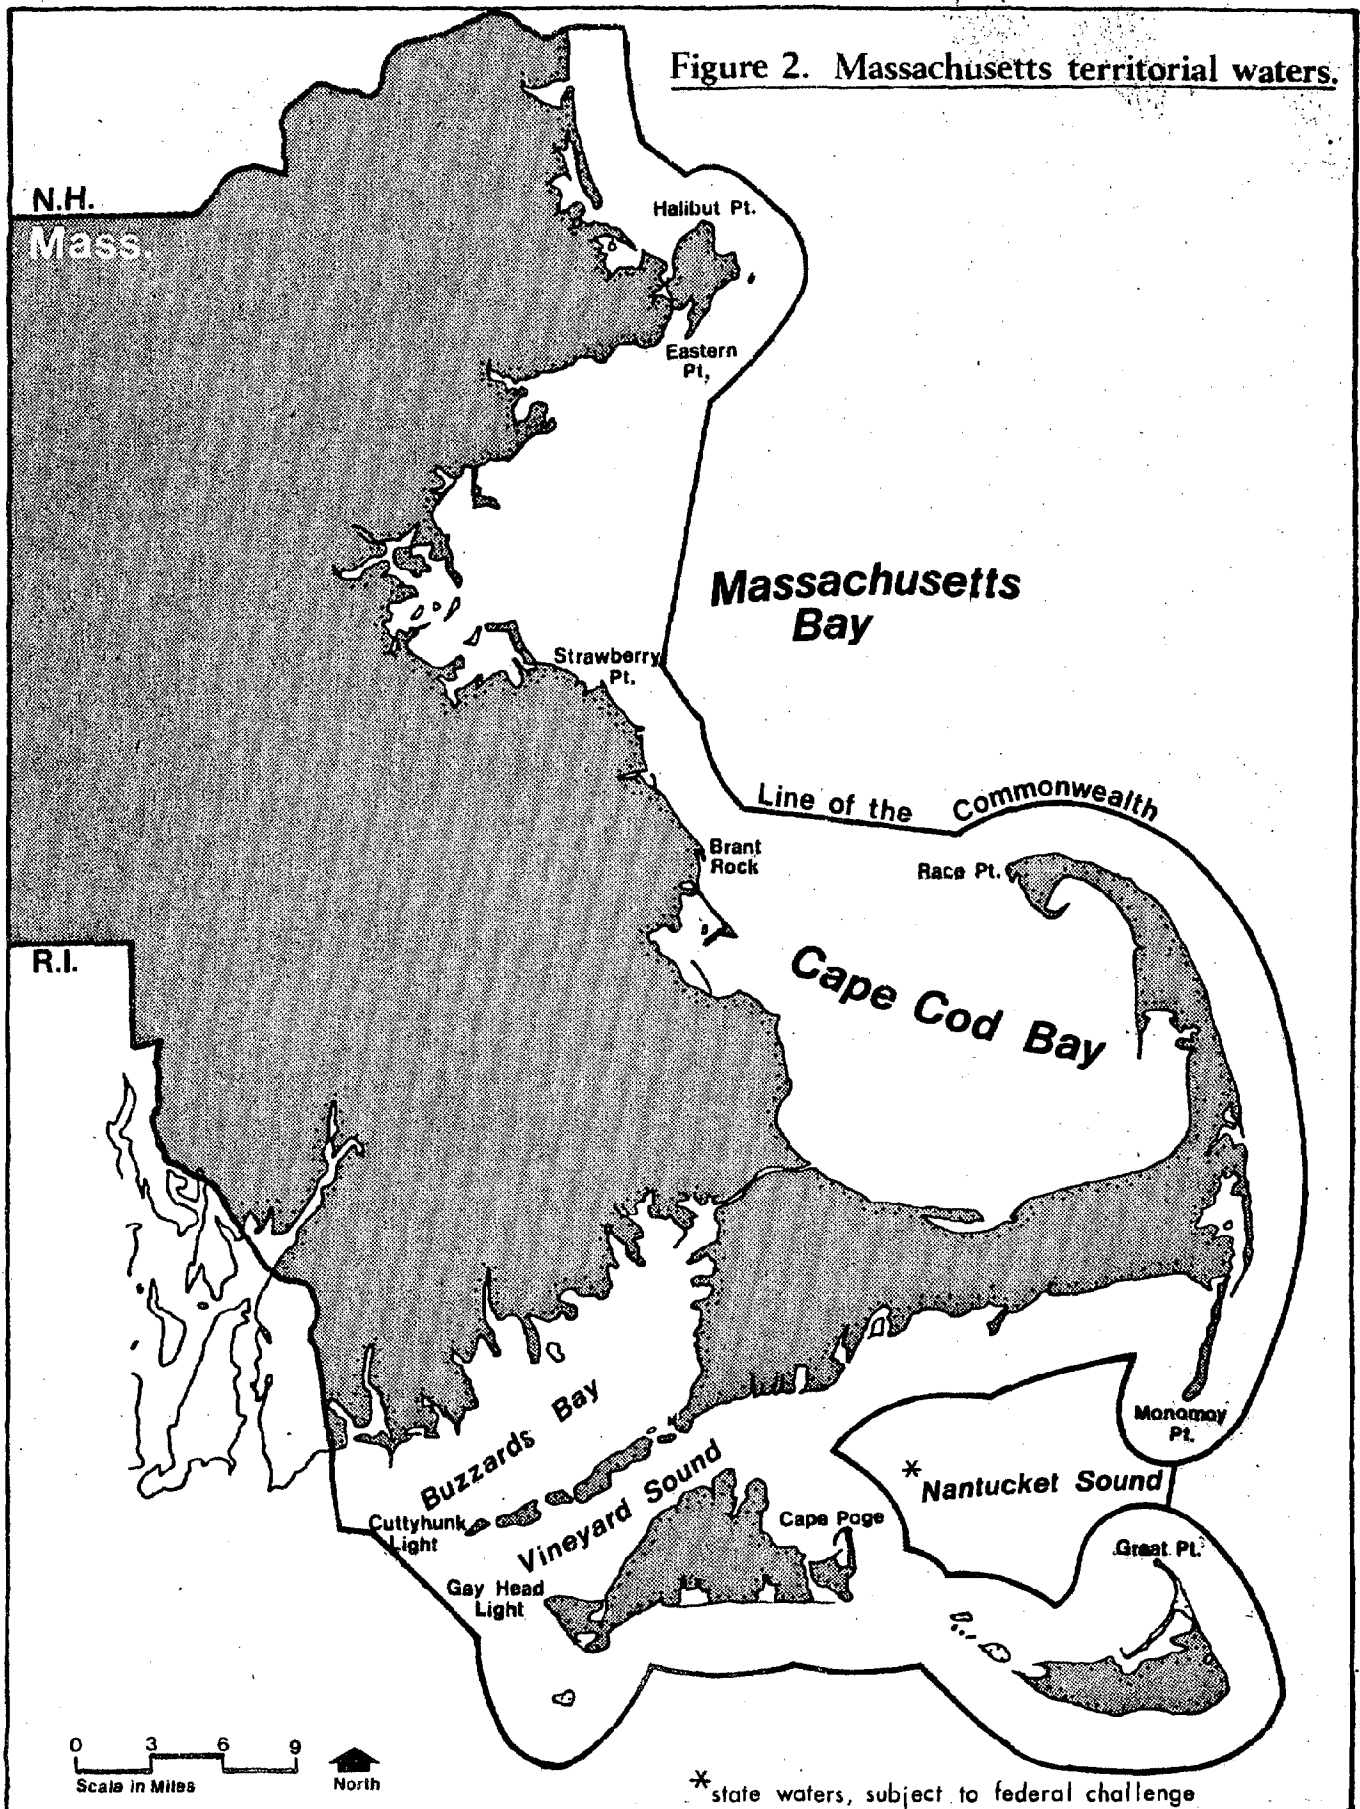 Figure 2. Massachusetts territorial waters.
N.H.
Mass.
Halibut Pt.
Eastern
Pt,
Massachusetts
Bay
Strawberry
Pt.
Line of the Commonwealth
Brant
Rock
Race Pt.
R.I.
Cape Cod Bay
Monomoy
Pt.
Buzzards Bay
*Nantucket Sound
Vineyard Sound
Cuttyhunk
Light
Cape Poge
Great Pt.
Gay Head
Light
0 3 6 9
Scale in Miles
North
*state waters, subject to federal challenge